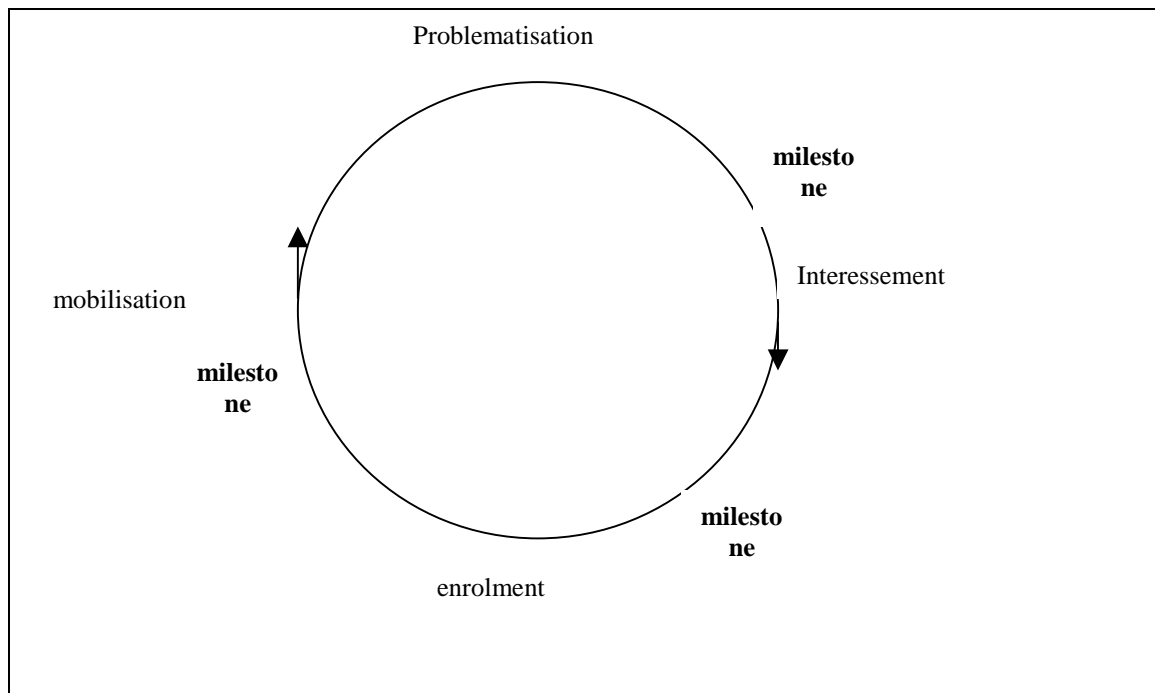 Problematisation
milesto
ne
Interessement
mobilisation
milesto
ne
milesto
ne
enrolment